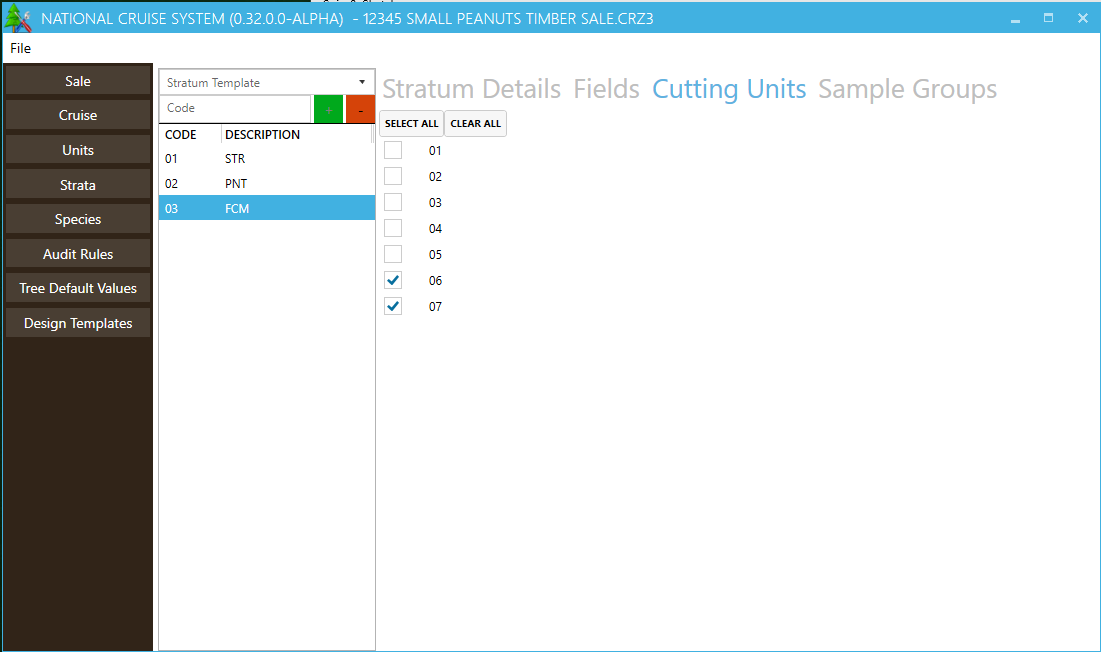 NATIONAL CRUISE SYSTEM (0.32.0.0-ALPHA) - 12345 SMALL PEANUTS TIMBER SALE.CRZ3
File
Sale
Cruise
Units
Strata
Species
Audit Rules
Tree Default Values
Design Templates
Stratum Template
Code
+ -
CODE DESCRIPTION
01 STR
02 PNT
03 FCM
Stratum Details Fields Cutting Units Sample Groups
SELECT ALL CLEAR ALL
01
02
03
04
05
06
07